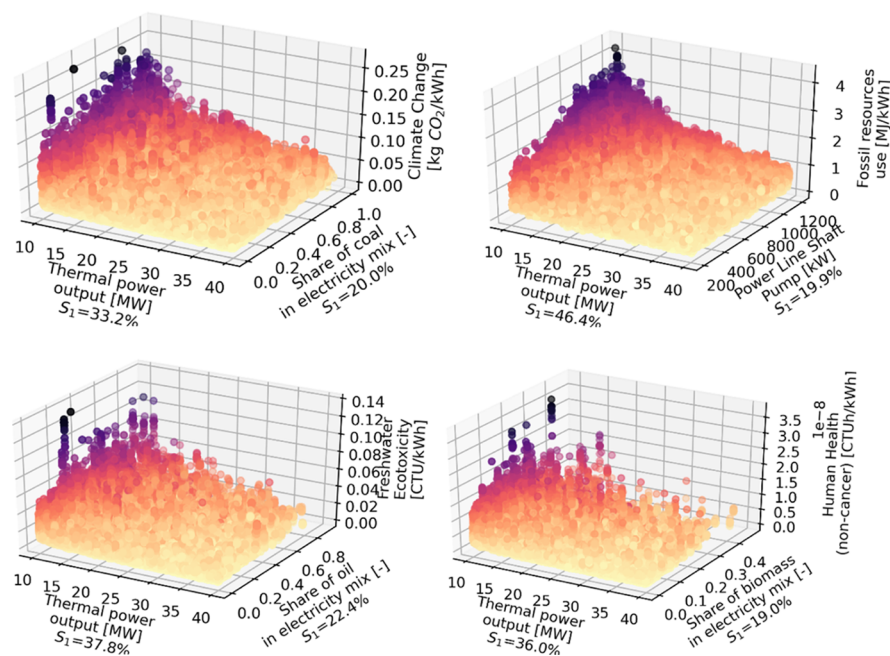 0.25
0.20
0.15
0.10
0.05
0.00
Climate Change
[kg CO₂/kWh]
10
15
20
25
30
35
40
Thermal power
output [MW]
S₁=33.2%
0.0
0.2
0.4
0.6
0.8
1.0
Share of coal
in electricity mix [-]
S₁=20.0%
4
3
2
1
0
Fossil resources
use [MJ/kWh]
10
15
20
25
30
35
40
Thermal power
output [MW]
S₁=46.4%
200
400
600
800
1000
1200
Power Line Shaft
Pump [kW]
S₁=19.9%
0.14
0.12
0.10
0.08
0.06
0.04
0.02
0.00
Freshwater
Ecotoxicity
[CTU/kWh]
10
15
20
25
30
35
40
Thermal power
output [MW]
S₁=37.8%
0.0
0.2
0.4
0.6
0.8
Share of oil
in electricity mix [-]
S₁=22.4%
1e−8
3.5
3.0
2.5
2.0
1.5
1.0
0.5
0.0
Human Health
(non-cancer) [CTUh/kWh]
10
15
20
25
30
35
40
Thermal power
output [MW]
S₁=36.0%
0.0
0.1
0.2
0.3
0.4
Share of biomass
in electricity mix [-]
S₁=19.0%